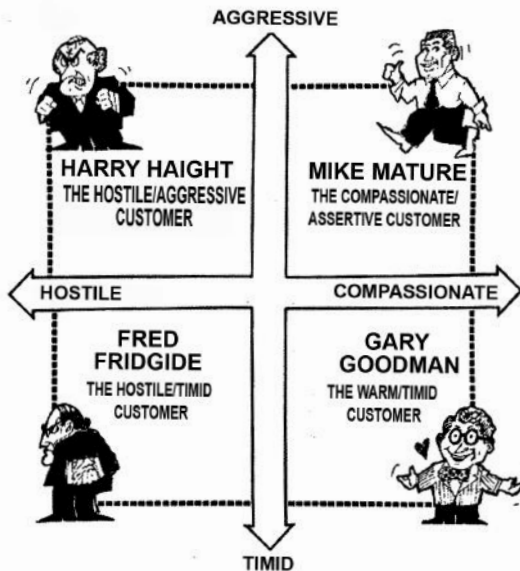 AGGRESSIVE
HARRY HAIGHT
THE HOSTILE/AGGRESSIVE
CUSTOMER
MIKE MATURE
THE COMPASSIONATE/
ASSERTIVE CUSTOMER
HOSTILE
COMPASSIONATE
FRED
FRIDGIDE
THE HOSTILE/TIMID
CUSTOMER
GARY
GOODMAN
THE WARM/TIMID
CUSTOMER
TIMID